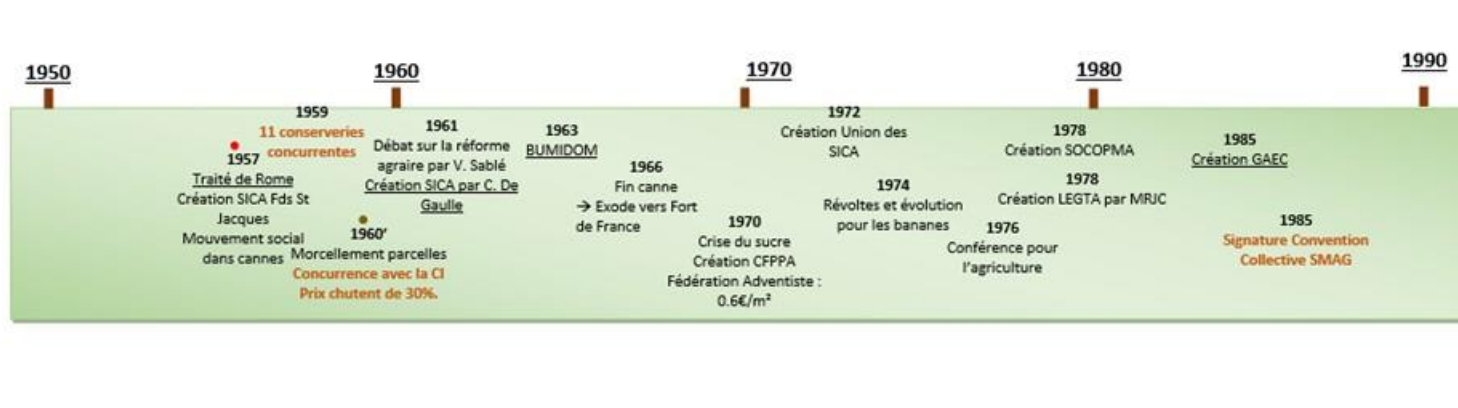 1950
1960
1970
1980
1990
1957
Traité de Rome
Création SICA Fds St
Jacques
Mouvement social
dans cannes
1959
11 conserveries
concurrentes
1960'
Morcellement parcelles
Concurrence avec la CI
Prix chutent de 30%.
1961
Débat sur la réforme
agraire par V. Sablé
Création SICA par C. De
Gaulle
1963
BUMIDOM
1966
Fin canne
→ Exode vers Fort
de France
1970
Crise du sucre
Création CFPPA
Fédération Adventiste :
0.6€/m²
1972
Création Union des
SICA
1974
Révoltes et évolution
pour les bananes
1976
Conférence pour
l'agriculture
1978
Création SOCOPMA
1978
Création LEGTA par MRJC
1985
Création GAEC
1985
Signature Convention
Collective SMAG